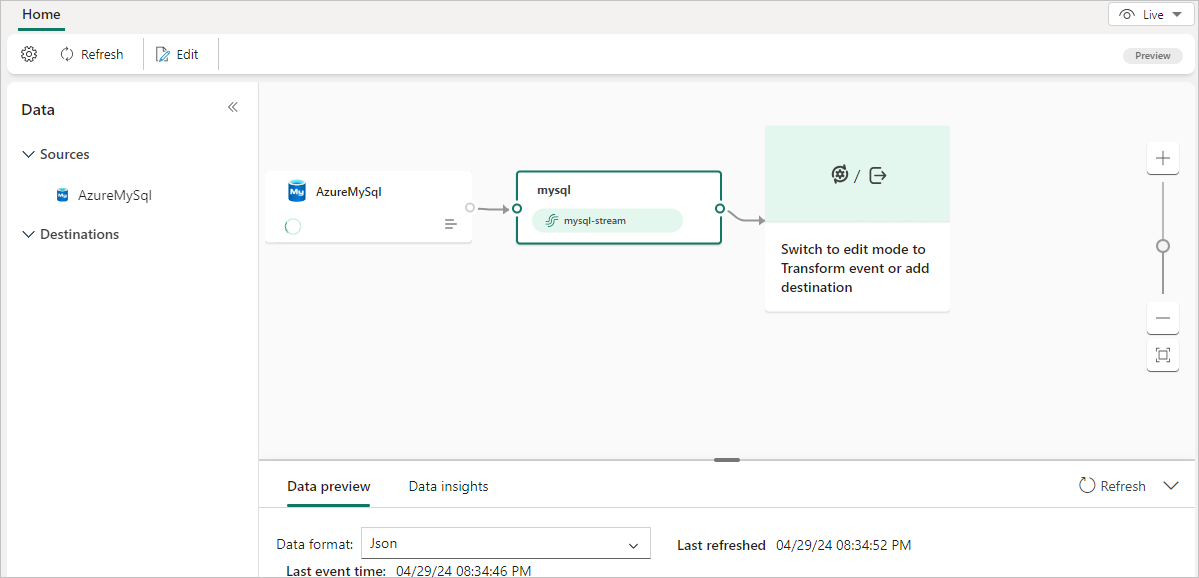 Home
Live
Refresh
Edit
Preview
Data
Sources
AzureMySql
Destinations
My
AzureMySql
mysql
mysql-stream
/
Switch to edit mode to
Transform event or add
destination
Data preview
Data insights
Refresh
Data format:
Json
Last refreshed 04/29/24 08:34:52 PM
Last event time: 04/29/24 08:34:46 PM